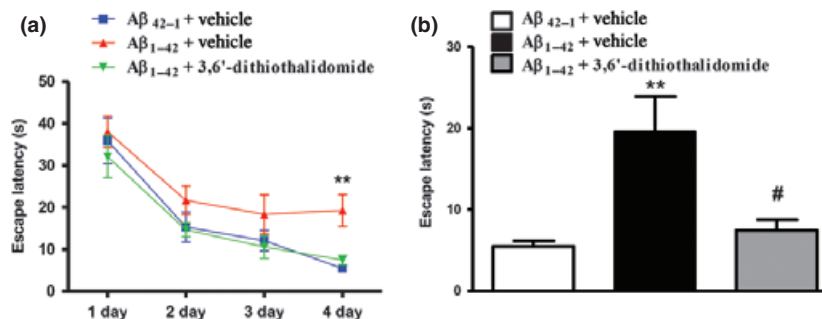 (a)
Aβ 42–1 + vehicle
Aβ1–42 + vehicle
Aβ1–42 + 3,6'-dithiothalidomide
Escape latency (s)
50
40
30
20
10
0
**
1 day 2 day 3 day 4 day
(b)
Aβ 42–1 + vehicle
Aβ1–42 + vehicle
Aβ1–42 + 3,6'-dithiothalidomide
Escape latency (s)
30
20
10
0
**
#